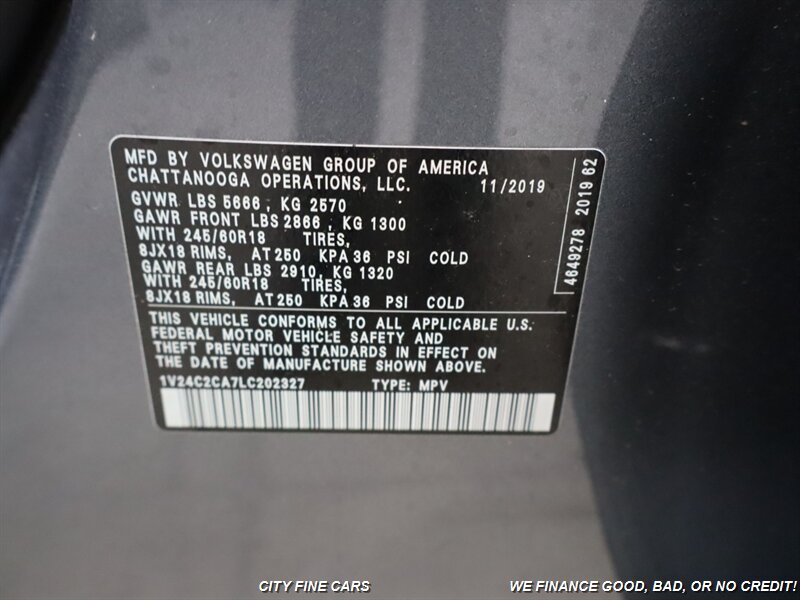 MFD BY VOLKSWAGEN GROUP OF AMERICA
CHATTANOOGA OPERATIONS, LLC. 11/2019
GVWR LBS 5666 , KG 2570
GAWR FRONT LBS 2866 , KG 1300
WITH 245/60R18 TIRES,
8JX18 RIMS, AT 250 KPA 36 PSI COLD
GAWR REAR LBS 2910, KG 1320
WITH 245/60R18 TIRES,
8JX18 RIMS, AT 250 KPA 36 PSI COLD
THIS VEHICLE CONFORMS TO ALL APPLICABLE U.S.
FEDERAL MOTOR VEHICLE SAFETY AND
THEFT PREVENTION STANDARDS IN EFFECT ON
THE DATE OF MANUFACTURE SHOWN ABOVE.
1V24C2CA7LC202327 TYPE: MPV
4649278 2019 62
CITY FINE CARS WE FINANCE GOOD, BAD, OR NO CREDIT!